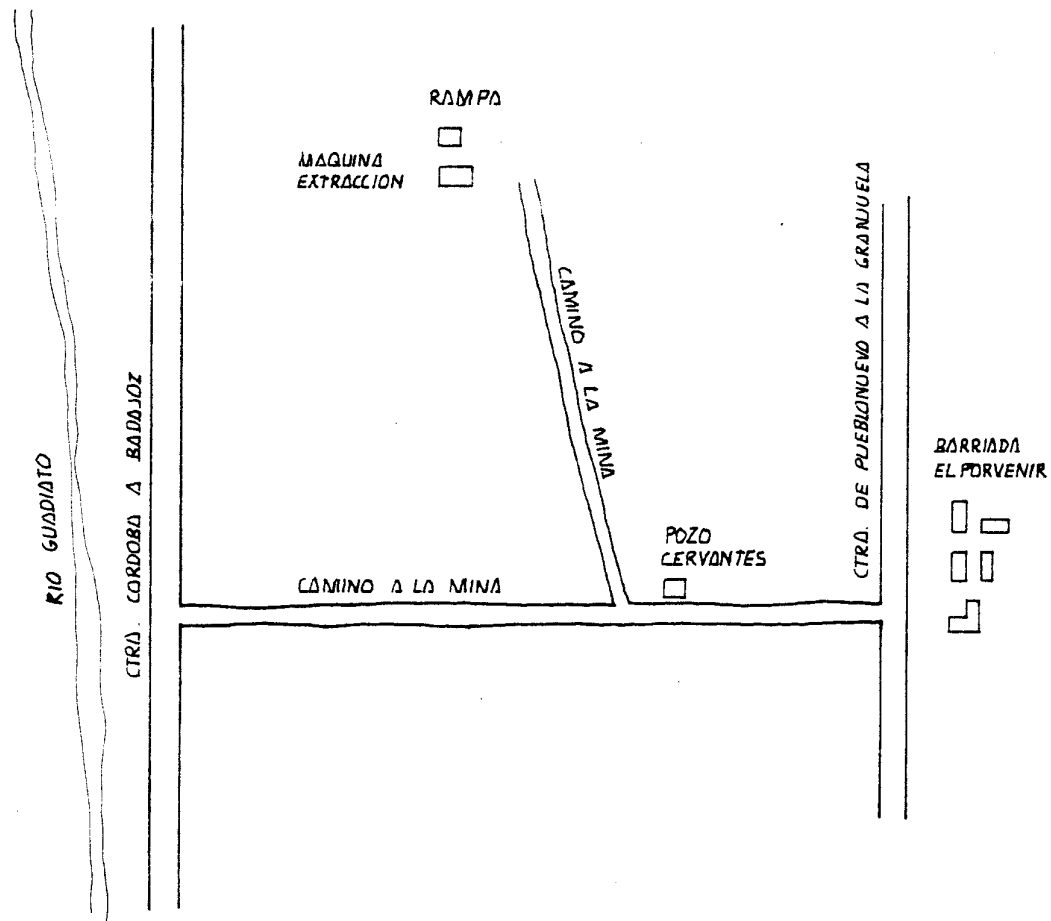 RAMPA
MAQUINA
EXTRACCION
CAMINO A LA MINA
CTRA. DE PUEBLONUEVO A LA GRANJUELA
CTRA. CORDOBA A BADAJOZ
RIO GUADIATO
BARRIADA
EL PORVENIR
POZO
CERVANTES
CAMINO A LA MINA